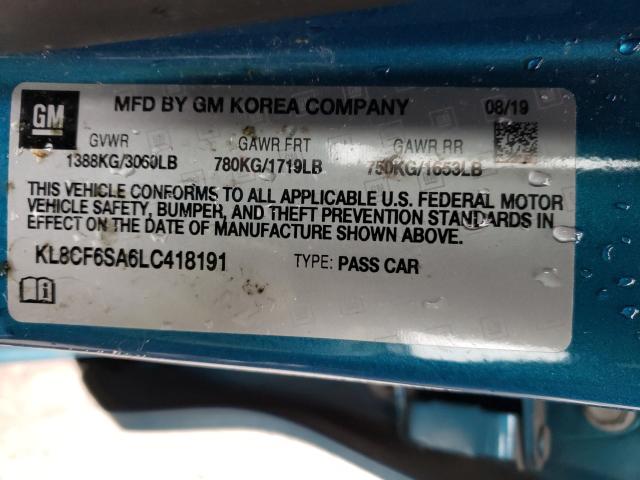 GM
MFD BY GM KOREA COMPANY 08/19
GVWR GAWR FRT GAWR RR
1388KG/3060LB 780KG/1719LB 750KG/1653LB
THIS VEHICLE CONFORMS TO ALL APPLICABLE U.S. FEDERAL MOTOR
VEHICLE SAFETY, BUMPER, AND THEFT PREVENTION STANDARDS IN
EFFECT ON THE DATE OF MANUFACTURE SHOWN ABOVE.
KL8CF6SA6LC418191 TYPE: PASS CAR